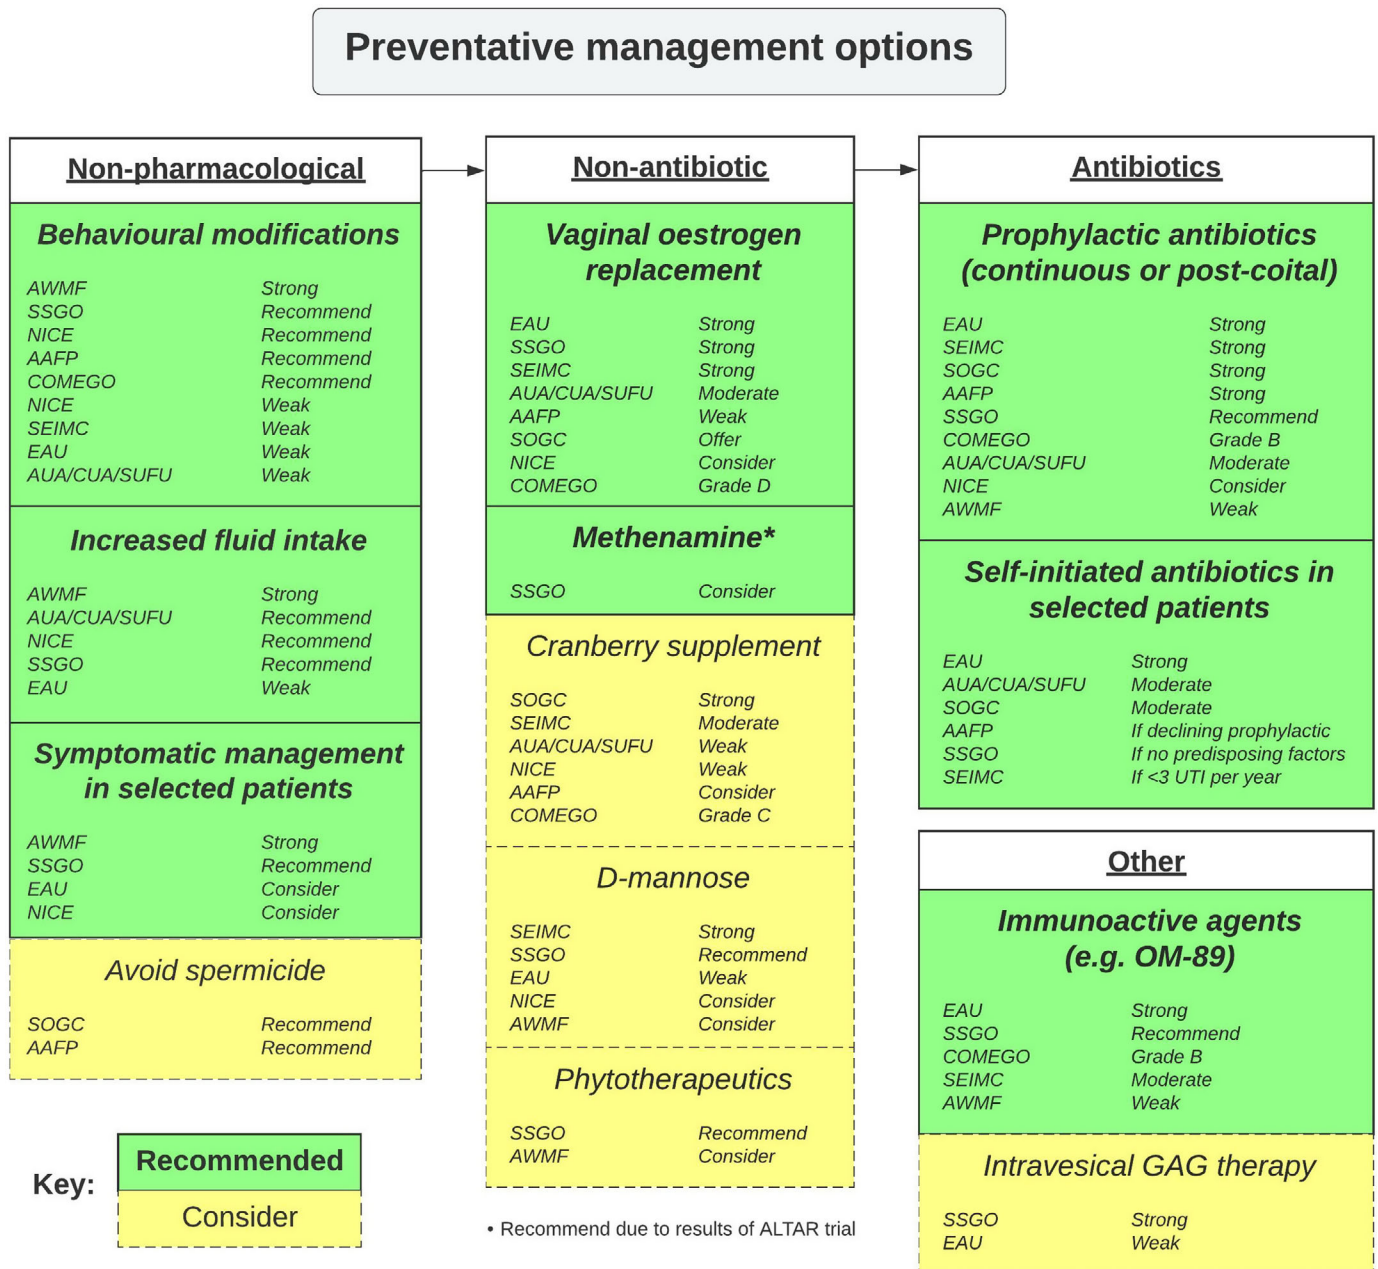 Preventative management options
Non-pharmacological
Behavioural modifications
AWMF Strong
SSGO Recommend
NICE Recommend
AAFP Recommend
COMEGO Recommend
NICE Weak
SEIMC Weak
EAU Weak
AUA/CUA/SUFU Weak
Increased fluid intake
AWMF Strong
AUA/CUA/SUFU Recommend
NICE Recommend
SSGO Recommend
EAU Weak
Symptomatic management
in selected patients
AWMF Strong
SSGO Recommend
EAU Consider
NICE Consider
Avoid spermicide
SOGC Recommend
AAFP Recommend
Key:
Recommended
Consider
Non-antibiotic
Vaginal oestrogen
replacement
EAU Strong
SSGO Strong
SEIMC Strong
AUA/CUA/SUFU Moderate
AAFP Weak
SOGC Offer
NICE Consider
COMEGO Grade D
Methenamine*
SSGO Consider
Cranberry supplement
SOGC Strong
SEIMC Moderate
AUA/CUA/SUFU Weak
NICE Weak
AAFP Consider
COMEGO Grade C
D-mannose
SEIMC Strong
SSGO Recommend
EAU Weak
NICE Consider
AWMF Consider
Phytotherapeutics
SSGO Recommend
AWMF Consider
• Recommend due to results of ALTAR trial
Antibiotics
Prophylactic antibiotics
(continuous or post-coital)
EAU Strong
SEIMC Strong
SOGC Strong
AAFP Strong
SSGO Recommend
COMEGO Grade B
AUA/CUA/SUFU Moderate
NICE Consider
AWMF Weak
Self-initiated antibiotics in
selected patients
EAU Strong
AUA/CUA/SUFU Moderate
SOGC Moderate
AAFP If declining prophylactic
SSGO If no predisposing factors
SEIMC If <3 UTI per year
Other
Immunoactive agents
(e.g. OM-89)
EAU Strong
SSGO Recommend
COMEGO Grade B
SEIMC Moderate
AWMF Weak
Intravesical GAG therapy
SSGO Strong
EAU Weak